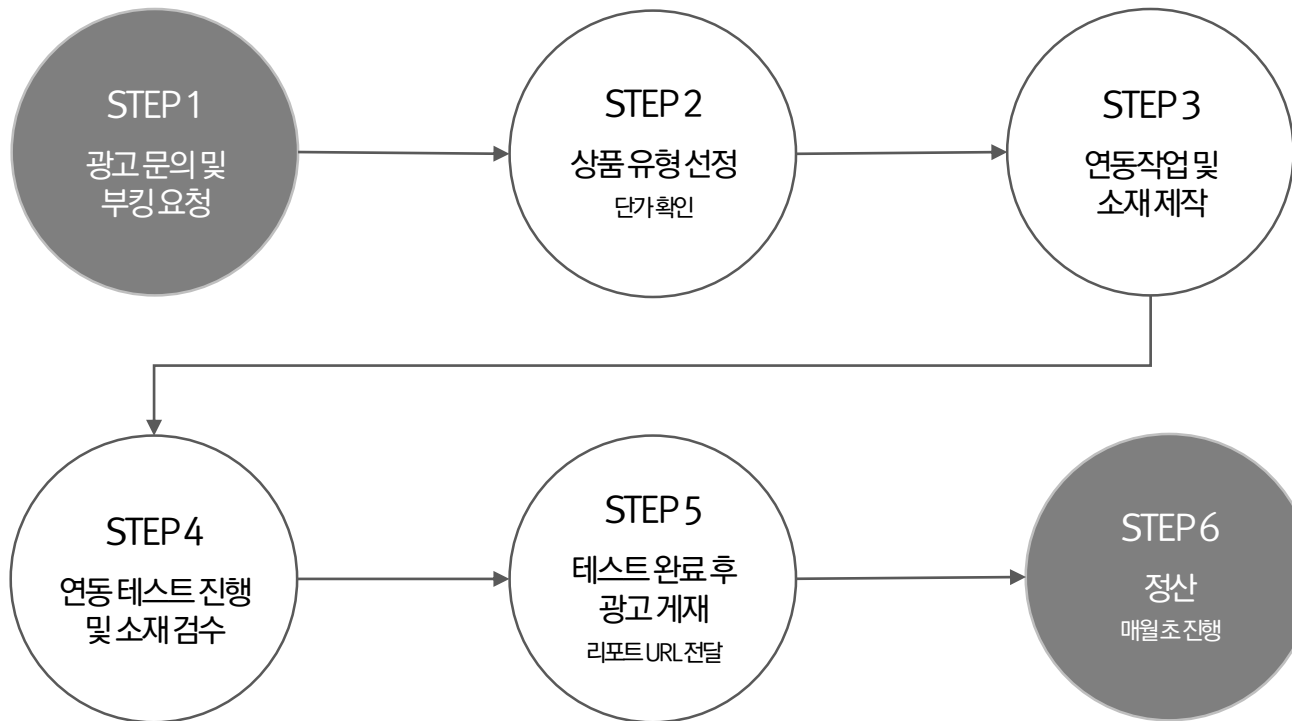 STEP 1
광고 문의 및
부킹 요청
STEP 2
상품 유형 선정
단가 확인
STEP 3
연동작업 및
소재 제작
STEP 4
연동 테스트 진행
및 소재 검수
STEP 5
테스트 완료 후
광고 게재
리포트 URL 전달
STEP 6
정산
매월 초 진행